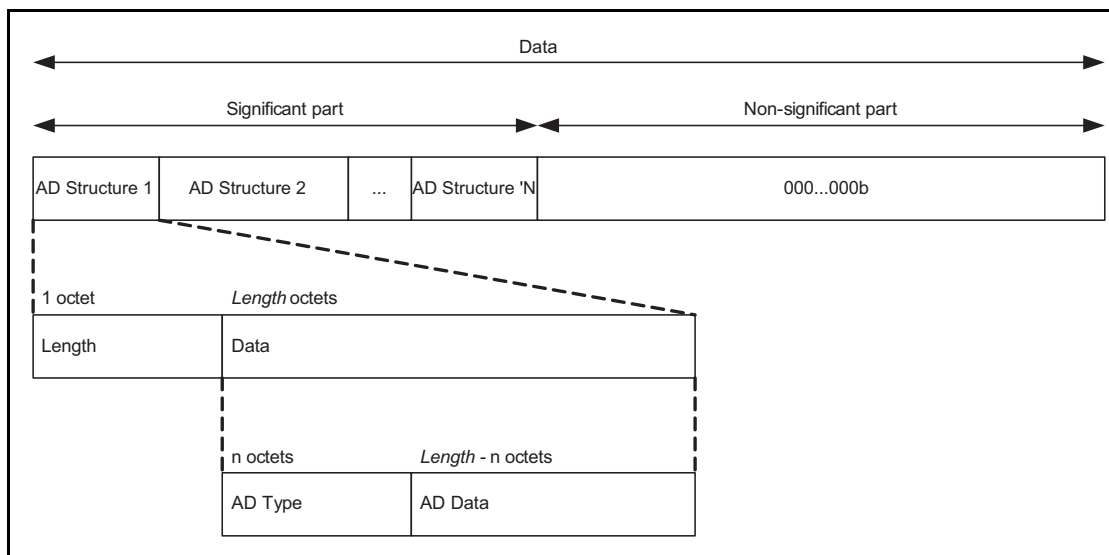 Data
Significant part
Non-significant part
AD Structure 1
AD Structure 2
...
AD Structure 'N
000...000b
1 octet
Length octets
Length
Data
n octets
Length - n octets
AD Type
AD Data